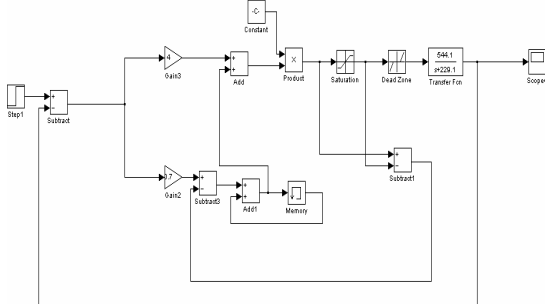 -C-
Constant
4
Gain3
Add
X
Product
Saturation
Dead Zone
544.1
s+229.1
Transfer Fcn
Scope
Step1
Subtract
0.7
Gain2
Subtract3
Add1
Memory
Subtract1